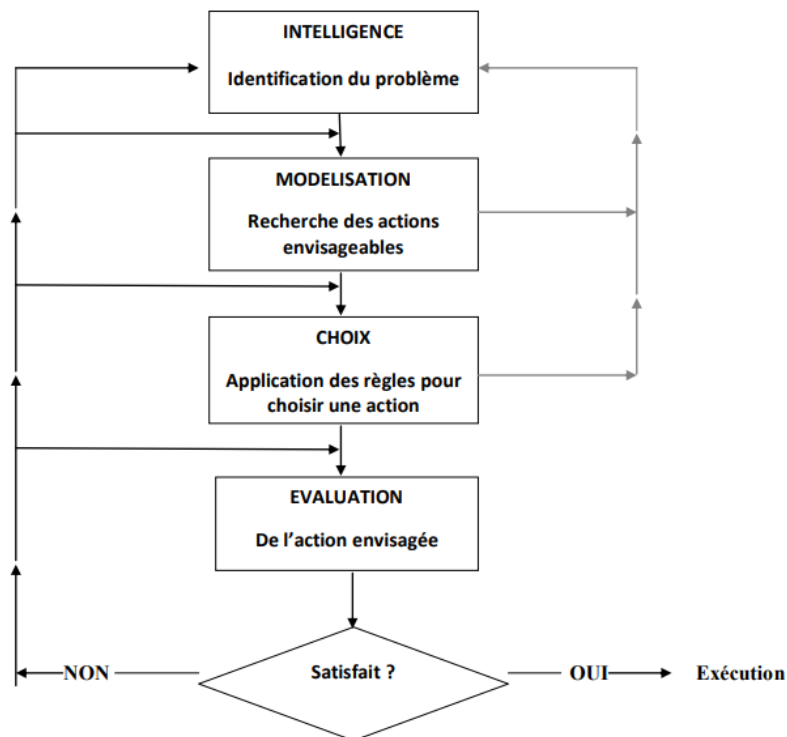 INTELLIGENCE
Identification du problème
MODELISATION
Recherche des actions
envisageables
CHOIX
Application des règles pour
choisir une action
EVALUATION
De l'action envisagée
NON
Satisfait ?
OUI
Exécution